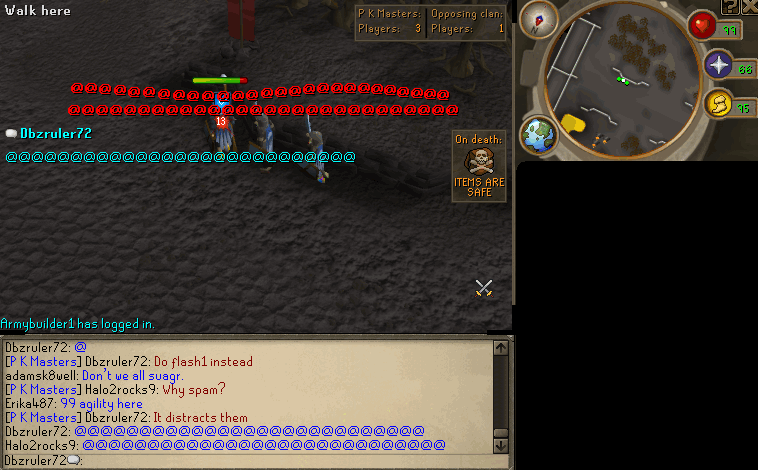 Walk here
P K Masters: Opposing clan:
Players: 3 Players: 1
?
99
66
95
N
@@@@@@@@@@@@@@@@@@@@@@@@@@@
@@@@@@@@@@@@@@@@@@@@@@@@@@@@
13
Dbzruler72
@@@@@@@@@@@@@@@@@@@@@@@@@@@
On death:
ITEMS ARE
SAFE
Armybuilder1 has logged in.
Dbzruler72: @
[P K Masters] Dbzruler72: Do flash1 instead
adamsk8well: Don't we all suagr.
[P K Masters] Halo2rocks9: Why spam?
Erika487: 99 agility here
[P K Masters] Dbzruler72: It distracts them
Dbzruler72: @@@@@@@@@@@@@@@@@@@@@@@@@@@
Halo2rocks9: @@@@@@@@@@@@@@@@@@@@@@@@@@@@
Dbzruler72: